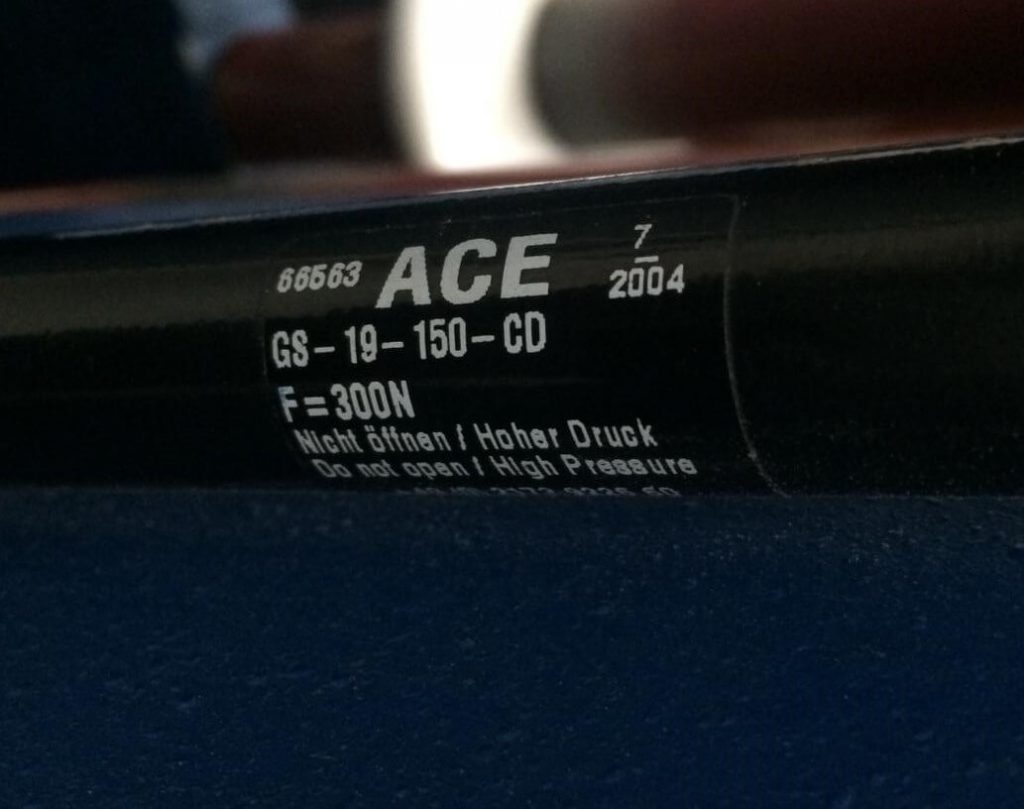 66563 ACE 7/2004
GS-19-150-CD
F=300N
Nicht öffnen / Hoher Druck
Do not open / High Pressure